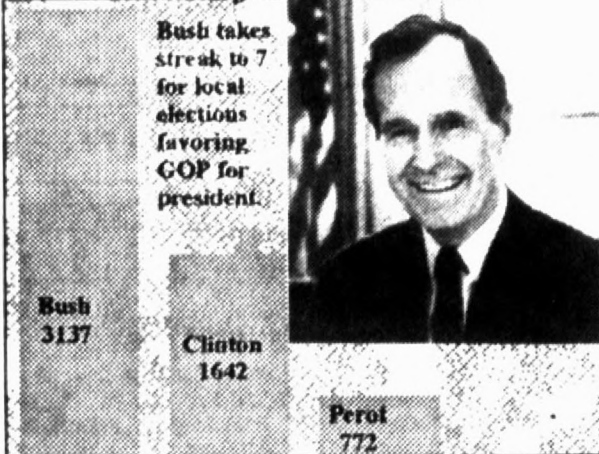 Bush takes
streak to 7
for local
elections
favoring
GOP for
president.
Bush
3137
Clinton
1642
Perot
772